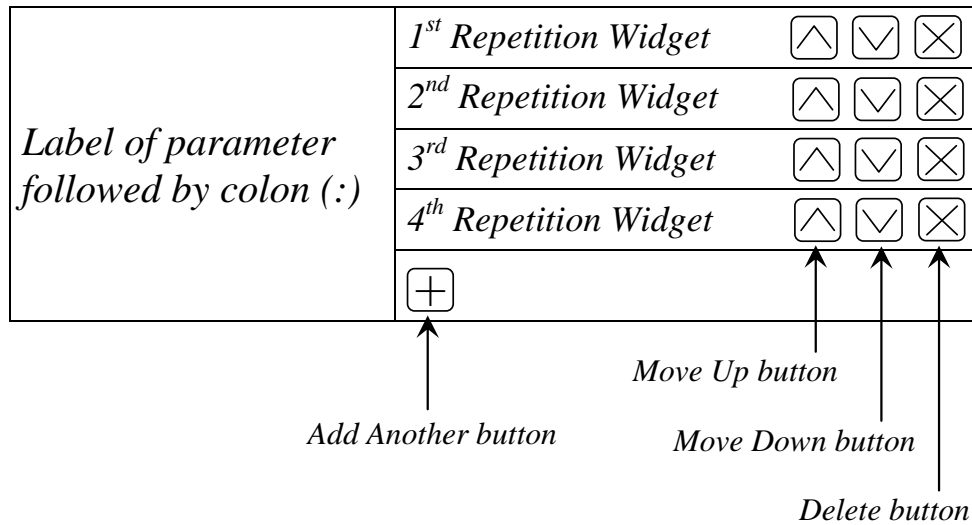 1st Repetition Widget
2nd Repetition Widget
Label of parameter
followed by colon (:)
3rd Repetition Widget
4th Repetition Widget
Move Up button
Add Another button
Move Down button
Delete button